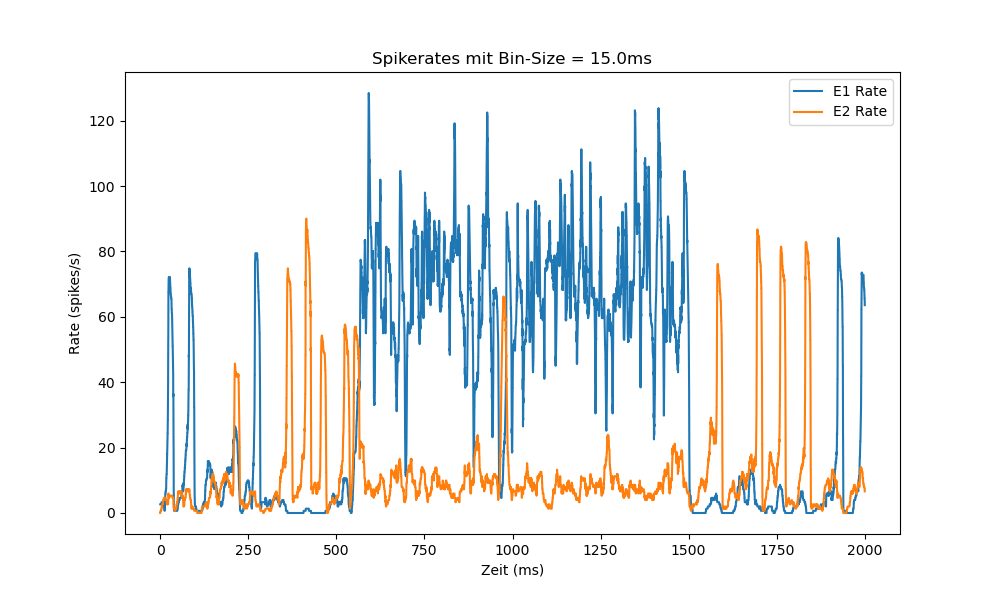 Spikerates mit Bin-Size = 15.0ms
E1 Rate
E2 Rate
Rate (spikes/s)
120
100
80
60
40
20
0
0 250 500 750 1000 1250 1500 1750 2000
Zeit (ms)